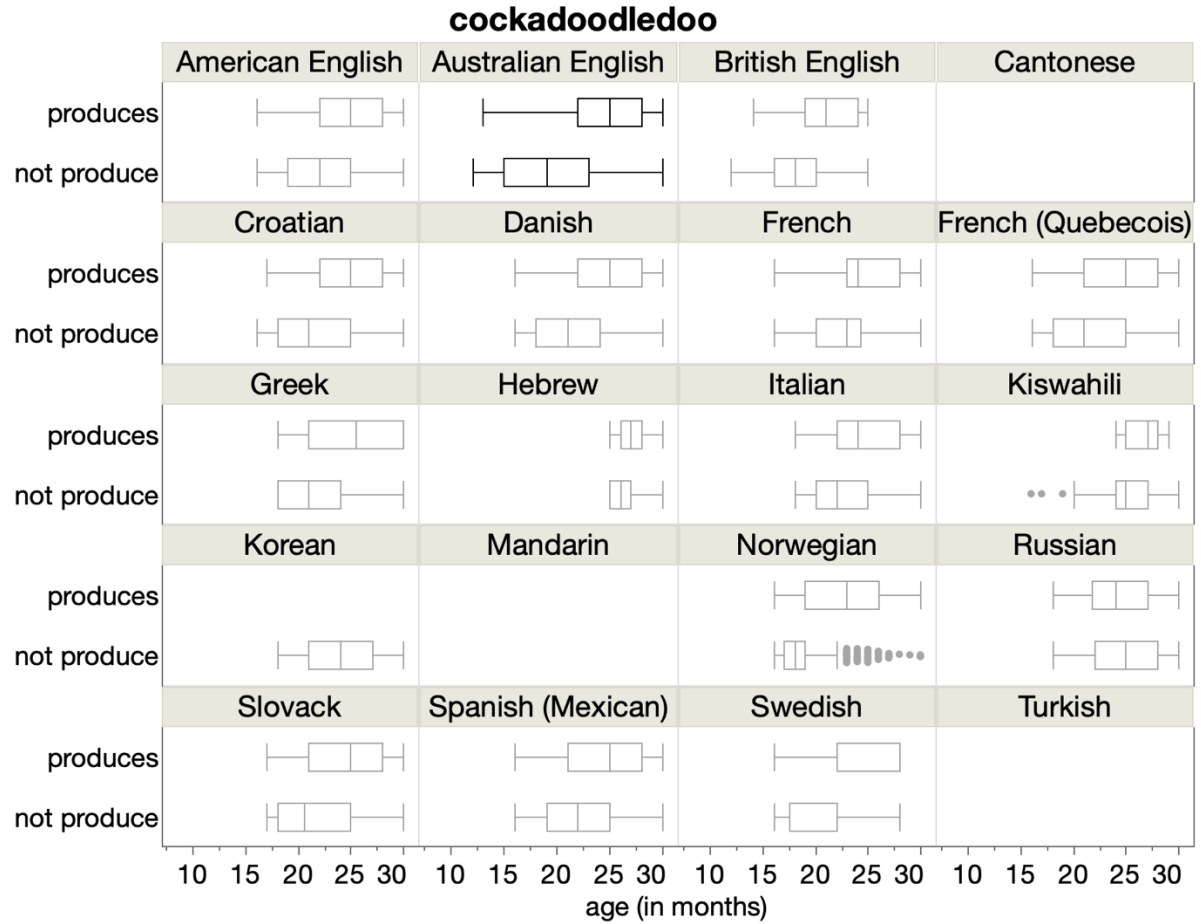 cockadoodledoo
American English Australian English British English Cantonese
produces
not produce
Croatian Danish French French (Quebecois)
produces
not produce
Greek Hebrew Italian Kiswahili
produces
not produce
Korean Mandarin Norwegian Russian
produces
not produce
Slovack Spanish (Mexican) Swedish Turkish
produces
not produce
10 15 20 25 30 10 15 20 25 30 10 15 20 25 30 10 15 20 25 30
age (in months)